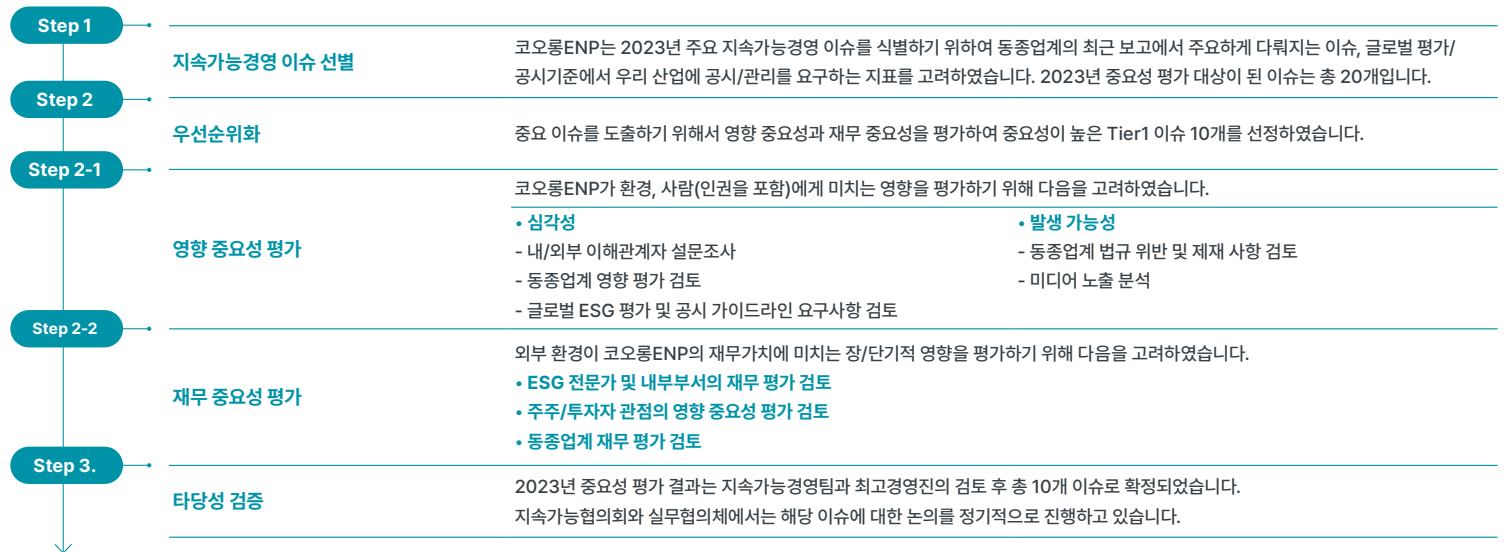 Step 1
지속가능경영 이슈 선별
코오롱ENP는 2023년 주요 지속가능경영 이슈를 식별하기 위하여 동종업계의 최근 보고에서 주요하게 다뤄지는 이슈, 글로벌 평가/
공시기준에서 우리 산업에 공시/관리를 요구하는 지표를 고려하였습니다. 2023년 중요성 평가 대상이 된 이슈는 총 20개입니다.
Step 2
우선순위화
중요 이슈를 도출하기 위해서 영향 중요성과 재무 중요성을 평가하여 중요성이 높은 Tier1 이슈 10개를 선정하였습니다.
Step 2-1
영향 중요성 평가
코오롱ENP가 환경, 사람(인권을 포함)에게 미치는 영향을 평가하기 위해 다음을 고려하였습니다.
• 심각성
- 내/외부 이해관계자 설문조사
- 동종업계 영향 평가 검토
- 글로벌 ESG 평가 및 공시 가이드라인 요구사항 검토
• 발생 가능성
- 동종업계 법규 위반 및 제재 사항 검토
- 미디어 노출 분석
Step 2-2
재무 중요성 평가
외부 환경이 코오롱ENP의 재무가치에 미치는 장/단기적 영향을 평가하기 위해 다음을 고려하였습니다.
• ESG 전문가 및 내부부서의 재무 평가 검토
• 주주/투자자 관점의 영향 중요성 평가 검토
• 동종업계 재무 평가 검토
Step 3.
타당성 검증
2023년 중요성 평가 결과는 지속가능경영팀과 최고경영진의 검토 후 총 10개 이슈로 확정되었습니다.
지속가능협의회와 실무협의체에서는 해당 이슈에 대한 논의를 정기적으로 진행하고 있습니다.